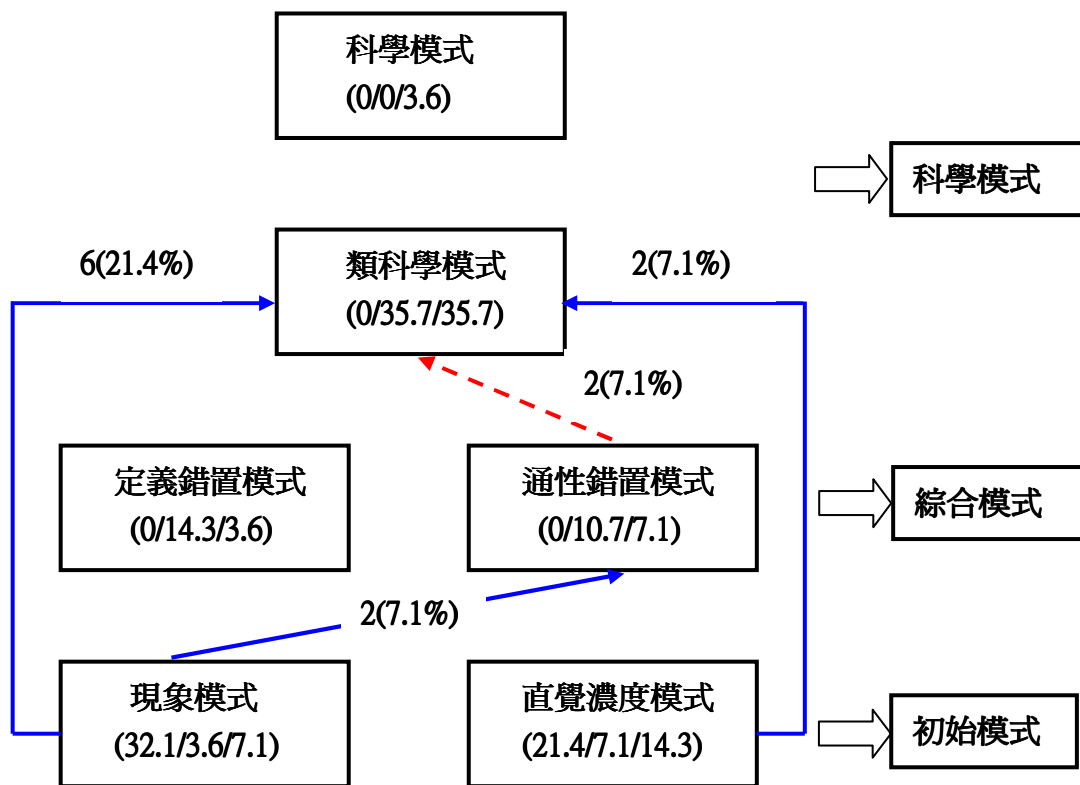 科學模式
(0/0/3.6)
科學模式
6(21.4%)
類科學模式
(0/35.7/35.7)
2(7.1%)
2(7.1%)
定義錯置模式
(0/14.3/3.6)
通性錯置模式
(0/10.7/7.1)
綜合模式
2(7.1%)
現象模式
(32.1/3.6/7.1)
直覺濃度模式
(21.4/7.1/14.3)
初始模式